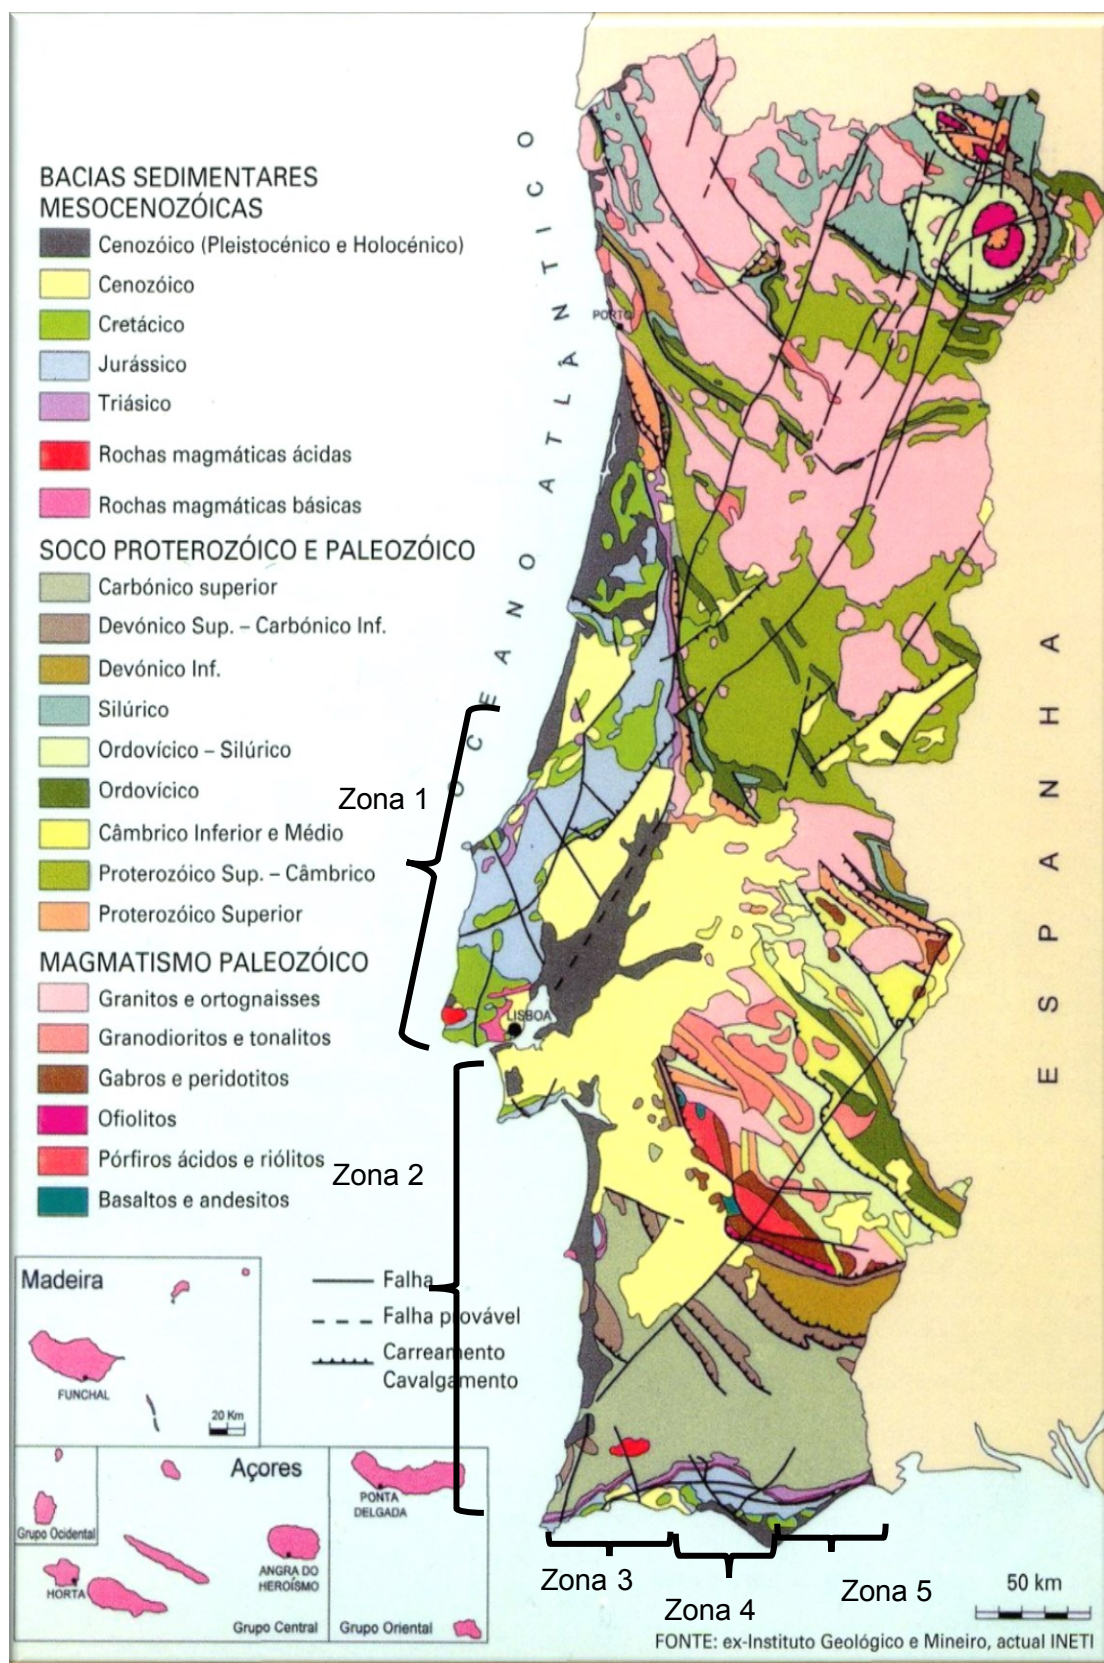 BACIAS SEDIMENTARES
MESOCENOZÓICAS
Cenozóico (Pleistocénico e Holocénico)
Cenozóico
Cretácico
Jurássico
Triásico
Rochas magmáticas ácidas
Rochas magmáticas básicas
SOCO PROTEROZÓICO E PALEOZÓICO
Carbónico superior
Devónico Sup. – Carbónico Inf.
Devónico Inf.
Silúrico
Ordovícico – Silúrico
Ordovícico
Câmbrico Inferior e Médio
Proterozóico Sup. – Câmbrico
Proterozóico Superior
MAGMATISMO PALEOZÓICO
Granitos e ortognaisses
Granodioritos e tonalitos
Gabros e peridotitos
Ofiolitos
Pórfiros ácidos e riólitos
Basaltos e andesitos
Falha
Falha provável
Carreamento
Cavalgamento
OCEANO ATLÂNTICO
ESPANHA
PORTO
LISBOA
Zona 1
Zona 2
Zona 3
Zona 4
Zona 5
Madeira
FUNCHAL
20 Km
Açores
Grupo Ocidental
HORTA
ANGRA DO
HEROÍSMO
Grupo Central
PONTA
DELGADA
Grupo Oriental
50 km
FONTE: ex-Instituto Geológico e Mineiro, actual INETI